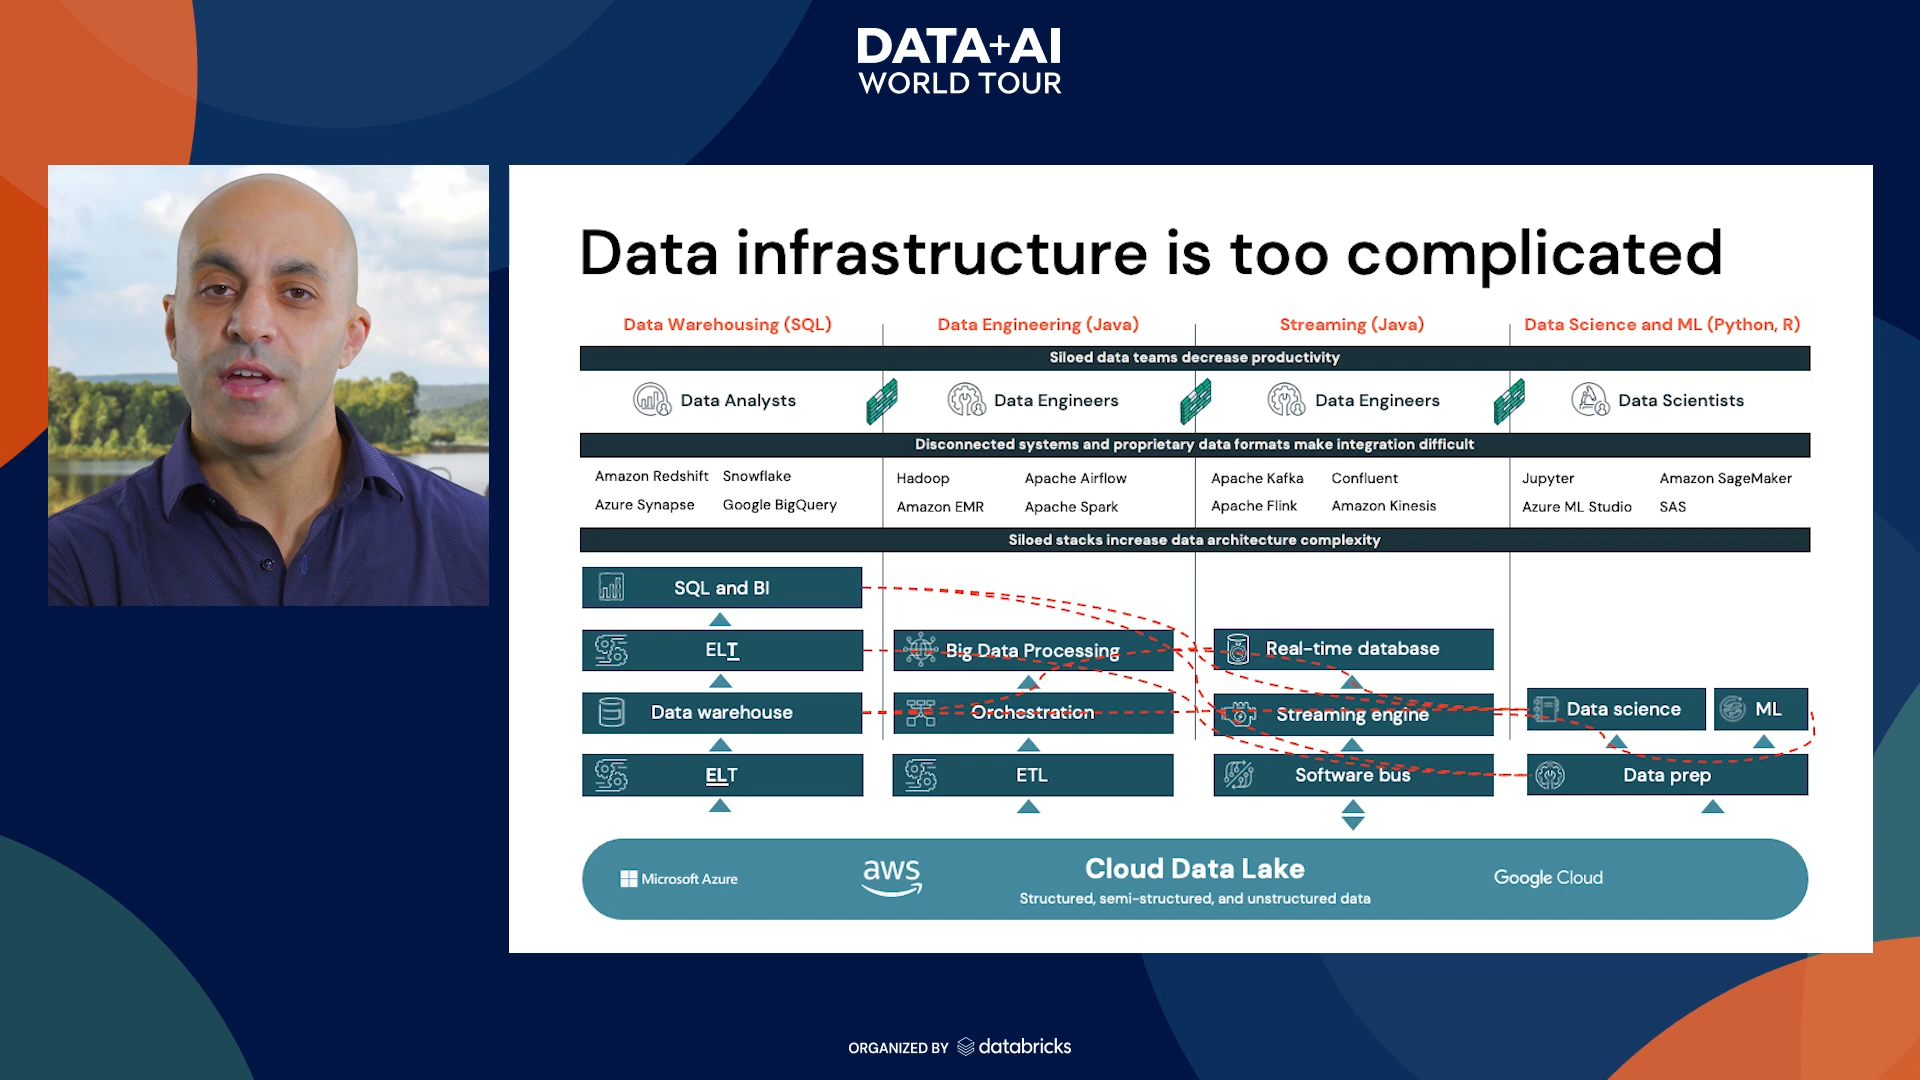 DATA+AI
WORLD TOUR
Data infrastructure is too complicated
Data Warehousing (SQL)
Data Engineering (Java)
Streaming (Java)
Data Science and ML (Python, R)
Siloed data teams decrease productivity
Data Analysts
Data Engineers
Data Engineers
Data Scientists
Disconnected systems and proprietary data formats make integration difficult
Amazon Redshift
Snowflake
Azure Synapse
Google BigQuery
Hadoop
Apache Airflow
Amazon EMR
Apache Spark
Apache Kafka
Confluent
Apache Flink
Amazon Kinesis
Jupyter
Amazon SageMaker
Azure ML Studio
SAS
Siloed stacks increase data architecture complexity
SQL and BI
ELT
Big Data Processing
Real-time database
Data warehouse
Orchestration
Streaming engine
Data science
ML
ELT
ETL
Software bus
Data prep
Microsoft Azure
aws
Cloud Data Lake
Structured, semi-structured, and unstructured data
Google Cloud
ORGANIZED BY databricks